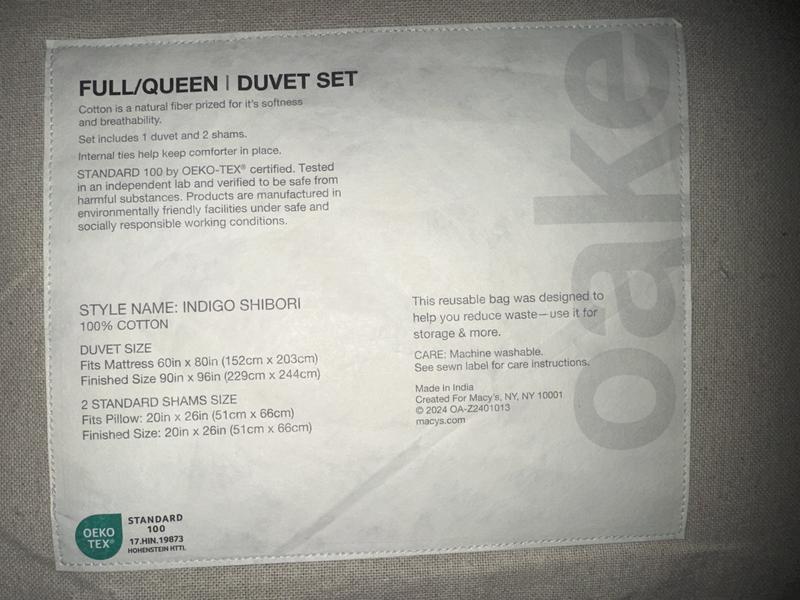 FULL/QUEEN | DUVET SET
Cotton is a natural fiber prized for it's softness
and breathability.
Set includes 1 duvet and 2 shams.
Internal ties help keep comforter in place.
STANDARD 100 by OEKO-TEX® certified. Tested
in an independent lab and verified to be safe from
harmful substances. Products are manufactured in
environmentally friendly facilities under safe and
socially responsible working conditions.
STYLE NAME: INDIGO SHIBORI
100% COTTON
DUVET SIZE
Fits Mattress 60in x 80in (152cm x 203cm)
Finished Size 90in x 96in (229cm x 244cm)
2 STANDARD SHAMS SIZE
Fits Pillow: 20in x 26in (51cm x 66cm)
Finished Size: 20in x 26in (51cm x 66cm)
This reusable bag was designed to
help you reduce waste—use it for
storage & more.
CARE: Machine washable.
See sewn label for care instructions.
Made in India
Created For Macy's, NY, NY 10001
© 2024 OA-Z2401013
macys.com
oake
OEKO
TEX®
STANDARD
100
17.HIN.19873
HOHENSTEIN HTTI